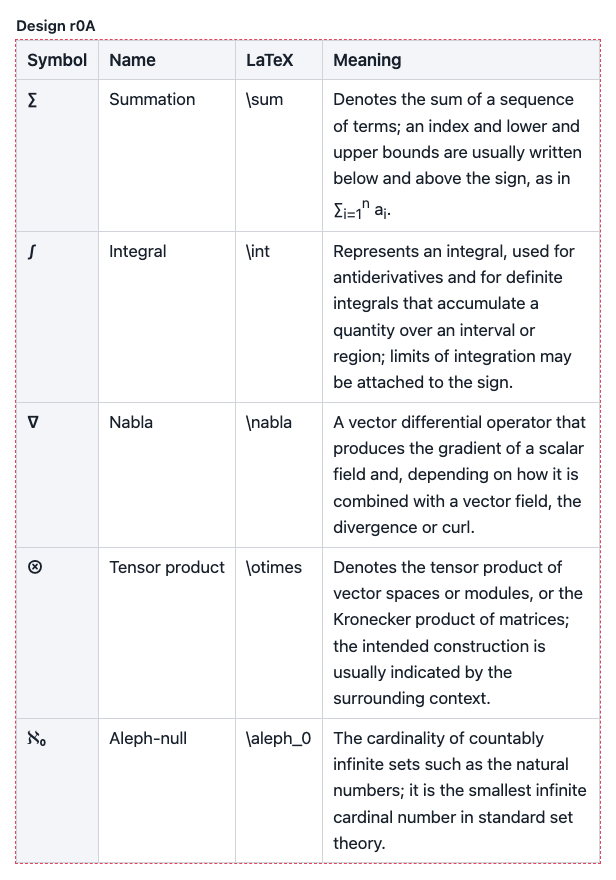 Design r0A
Symbol Name LaTeX Meaning
∑ Summation \sum Denotes the sum of a sequence
of terms; an index and lower and
upper bounds are usually written
below and above the sign, as in
∑ᵢ₌₁ⁿ aᵢ.
∫ Integral \int Represents an integral, used for
antiderivatives and for definite
integrals that accumulate a
quantity over an interval or
region; limits of integration may
be attached to the sign.
∇ Nabla \nabla A vector differential operator that
produces the gradient of a scalar
field and, depending on how it is
combined with a vector field, the
divergence or curl.
⊗ Tensor product \otimes Denotes the tensor product of
vector spaces or modules, or the
Kronecker product of matrices;
the intended construction is
usually indicated by the
surrounding context.
ℵ₀ Aleph-null \aleph_0 The cardinality of countably
infinite sets such as the natural
numbers; it is the smallest infinite
cardinal number in standard set
theory.